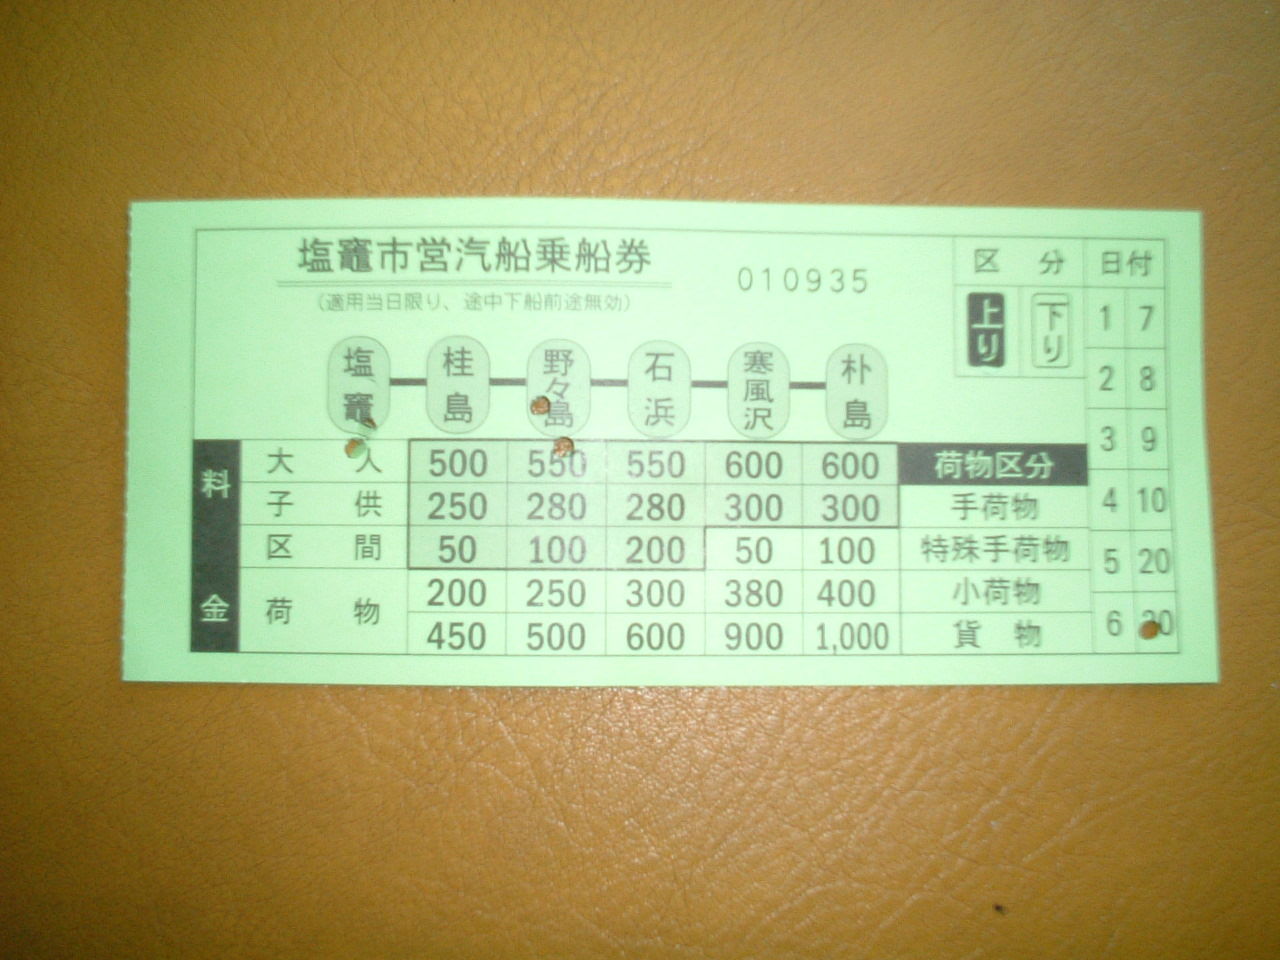 塩竈市営汽船乗船券
(適用当日限り、途中下船前途無効)
010935
区 分
上り 下り
日付
1 7
2 8
3 9
4 10
5 20
6 30
塩竈 桂島 野々島 石浜 寒風沢 朴島
料金
大人 500 550 550 600 600 荷物区分
子供 250 280 280 300 300 手荷物
区間 50 100 200 50 100 特殊手荷物
荷物 200 250 300 380 400 小荷物
450 500 600 900 1,000 貨物